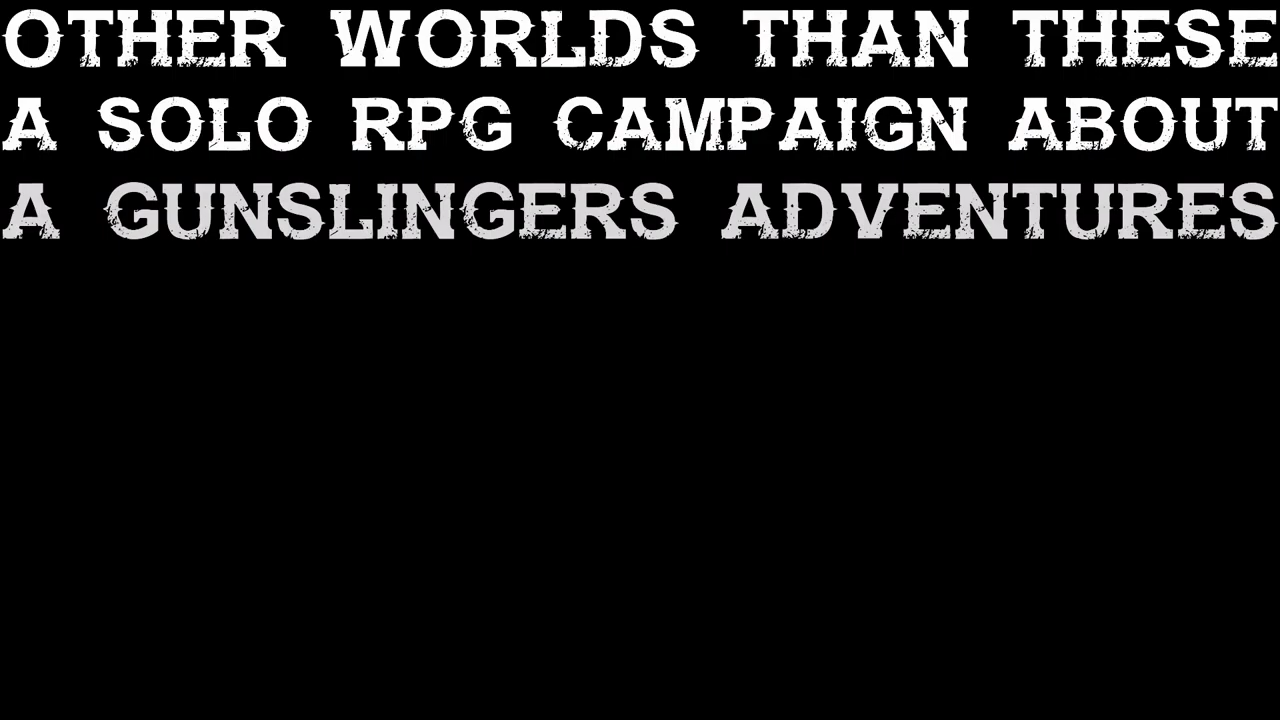 OTHER WORLDS THAN THESE
A SOLO RPG CAMPAIGN ABOUT
A GUNSLINGERS ADVENTURES